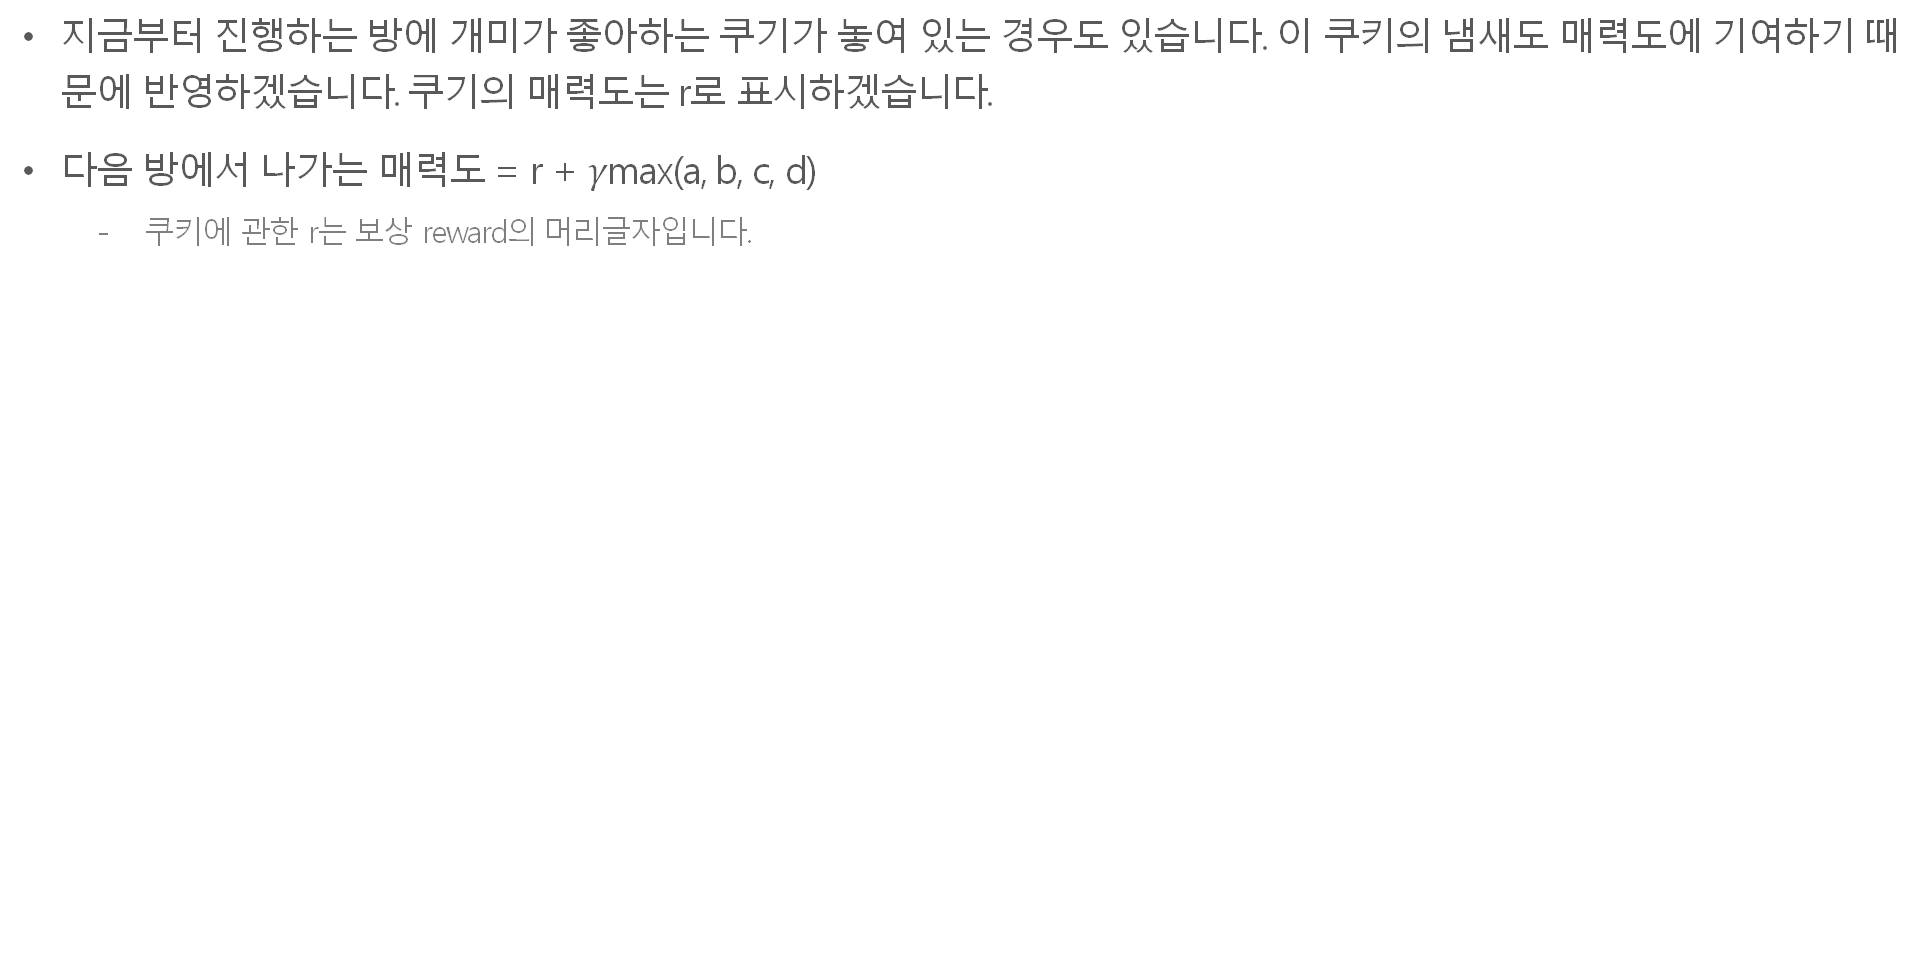 • 지금부터 진행하는 방에 개미가 좋아하는 쿠기가 놓여 있는 경우도 있습니다. 이 쿠키의 냄새도 매력도에 기여하기 때
문에 반영하겠습니다. 쿠기의 매력도는 r로 표시하겠습니다.
• 다음 방에서 나가는 매력도 = r + γmax(a, b, c, d)
- 쿠키에 관한 r는 보상 reward의 머리글자입니다.